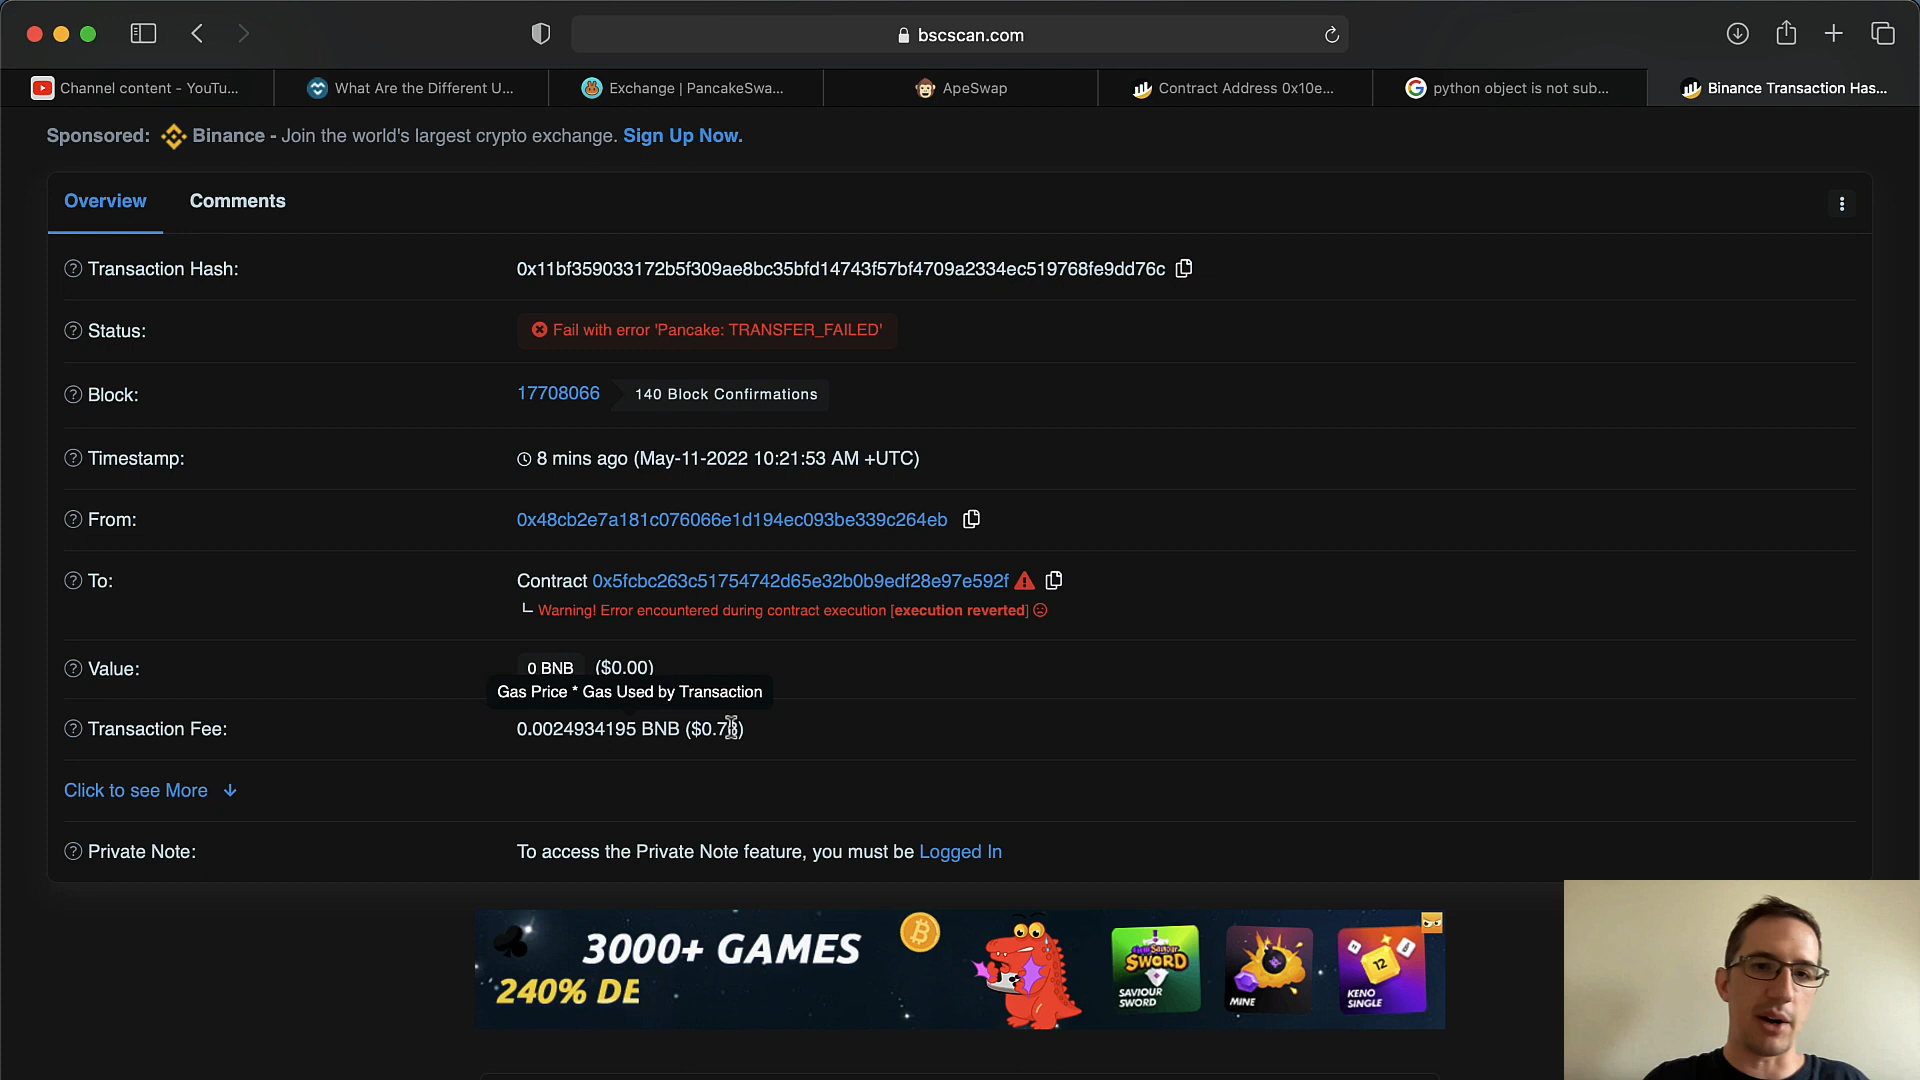 bscscan.com
Channel content - YouTu...
What Are the Different U...
Exchange | PancakeSwa...
ApeSwap
Contract Address 0x10e...
python object is not sub...
Binance Transaction Has...
Sponsored: Binance - Join the world's largest crypto exchange. Sign Up Now.
Overview
Comments
Transaction Hash:
0x11bf359033172b5f309ae8bc35bfd14743f57bf4709a2334ec519768fe9dd76c
Status:
Fail with error 'Pancake: TRANSFER_FAILED'
Block:
17708066
140 Block Confirmations
Timestamp:
8 mins ago (May-11-2022 10:21:53 AM +UTC)
From:
0x48cb2e7a181c076066e1d194ec093be339c264eb
To:
Contract 0x5fcbc263c51754742d65e32b0b9edf28e97e592f
Warning! Error encountered during contract execution [execution reverted]
Value:
0 BNB ($0.00)
Gas Price * Gas Used by Transaction
Transaction Fee:
0.0024934195 BNB
Click to see More
Private Note:
To access the Private Note feature, you must be Logged In
3000+ GAMES
240% DE
SAVIOUR
SWORD
SAVIOUR
SWORD
MINE
12
KENO
SINGLE